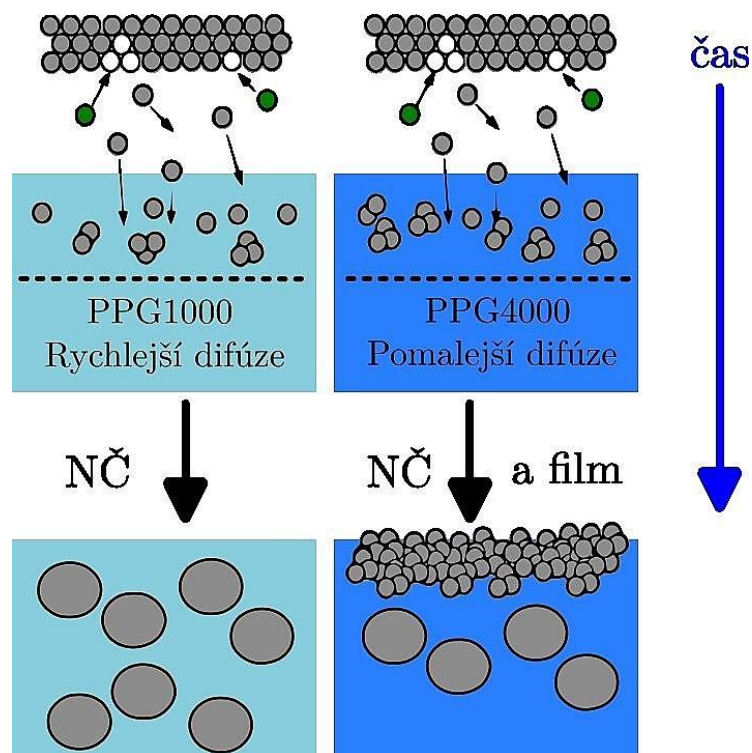 čas
PPG1000
Rychlejší difúze
PPG4000
Pomalejší difúze
NČ
NČ a film